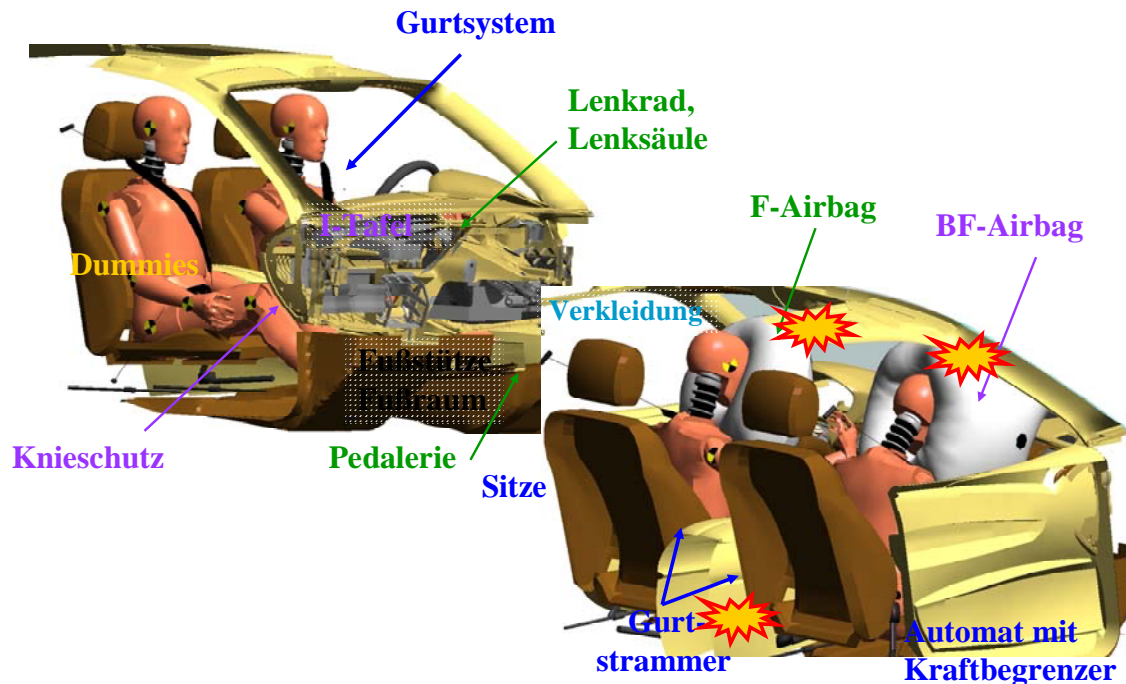 Gurtsystem
Lenkrad,
Lenksäule
I-Tafel
Dummies
Fußstütze
Fußraum
Knieschutz
Pedalerie
Sitze
F-Airbag
BF-Airbag
Verkleidung
Gurt-
strammer
Automat mit
Kraftbegrenzer